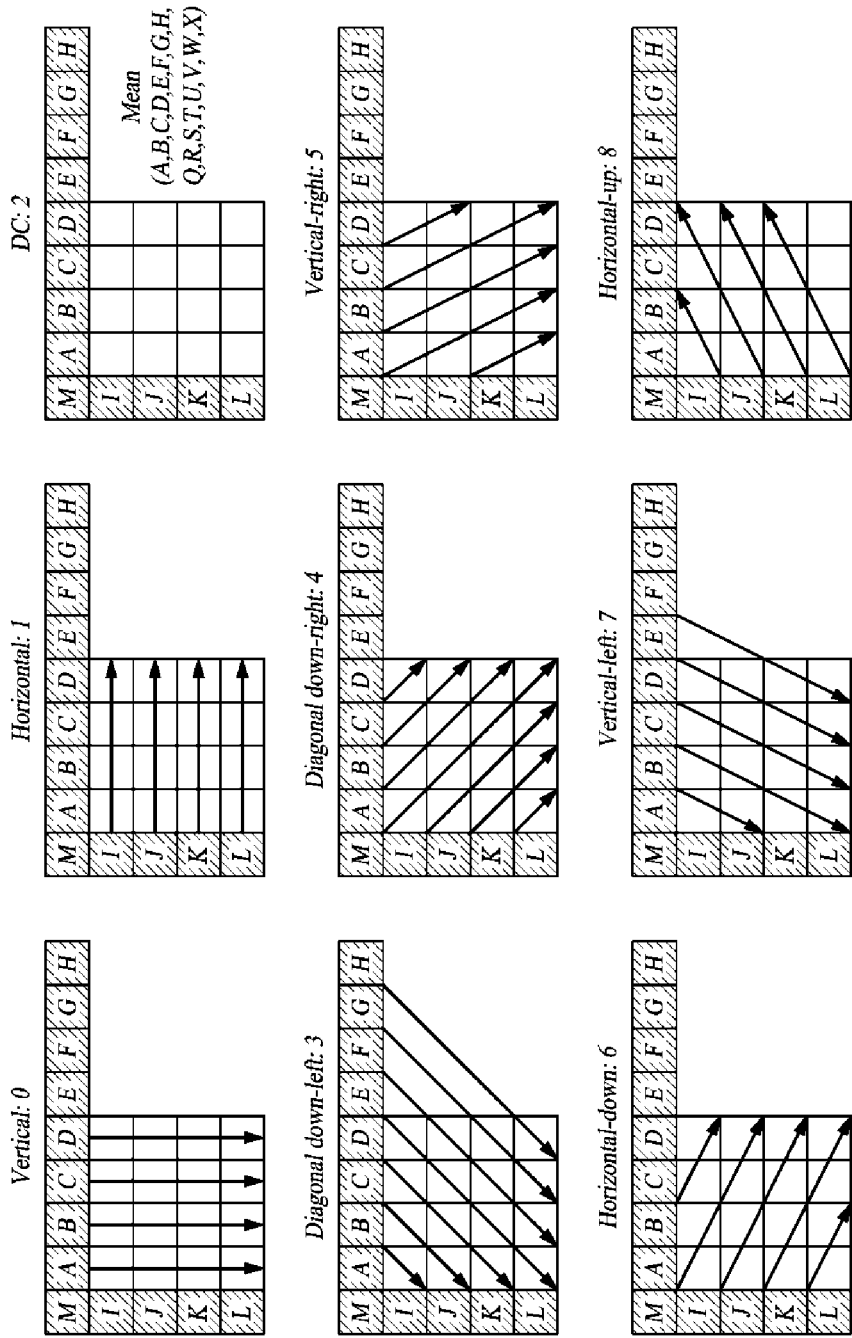 Vertical: 0
M A B C D E F G H
I
J
K
L
Horizontal: 1
M A B C D E F G H
I
J
K
L
DC: 2
M A B C D E F G H
I
J
K
L
Mean
(A,B,C,D,E,F,G,H,
Q,R,S,T,U,V,W,X)
Diagonal down-left: 3
M A B C D E F G H
I
J
K
L
Diagonal down-right: 4
M A B C D E F G H
I
J
K
L
Vertical-right: 5
M A B C D E F G H
I
J
K
L
Horizontal-down: 6
M A B C D E F G H
I
J
K
L
Vertical-left: 7
M A B C D E F G H
I
J
K
L
Horizontal-up: 8
M A B C D E F G H
I
J
K
L